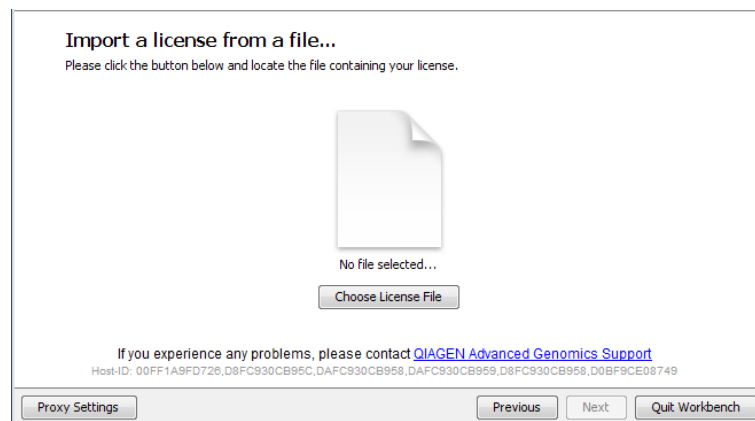 Import a license from a file...
Please click the button below and locate the file containing your license.
No file selected...
Choose License File
If you experience any problems, please contact QIAGEN Advanced Genomics Support
Host-ID: 00FF1A9FD726,D8FC930CB95C,DAFC930CB958,DAFC930CB959,D8FC930CB958,D0BF9CE08749
Proxy Settings
Previous
Next
Quit Workbench